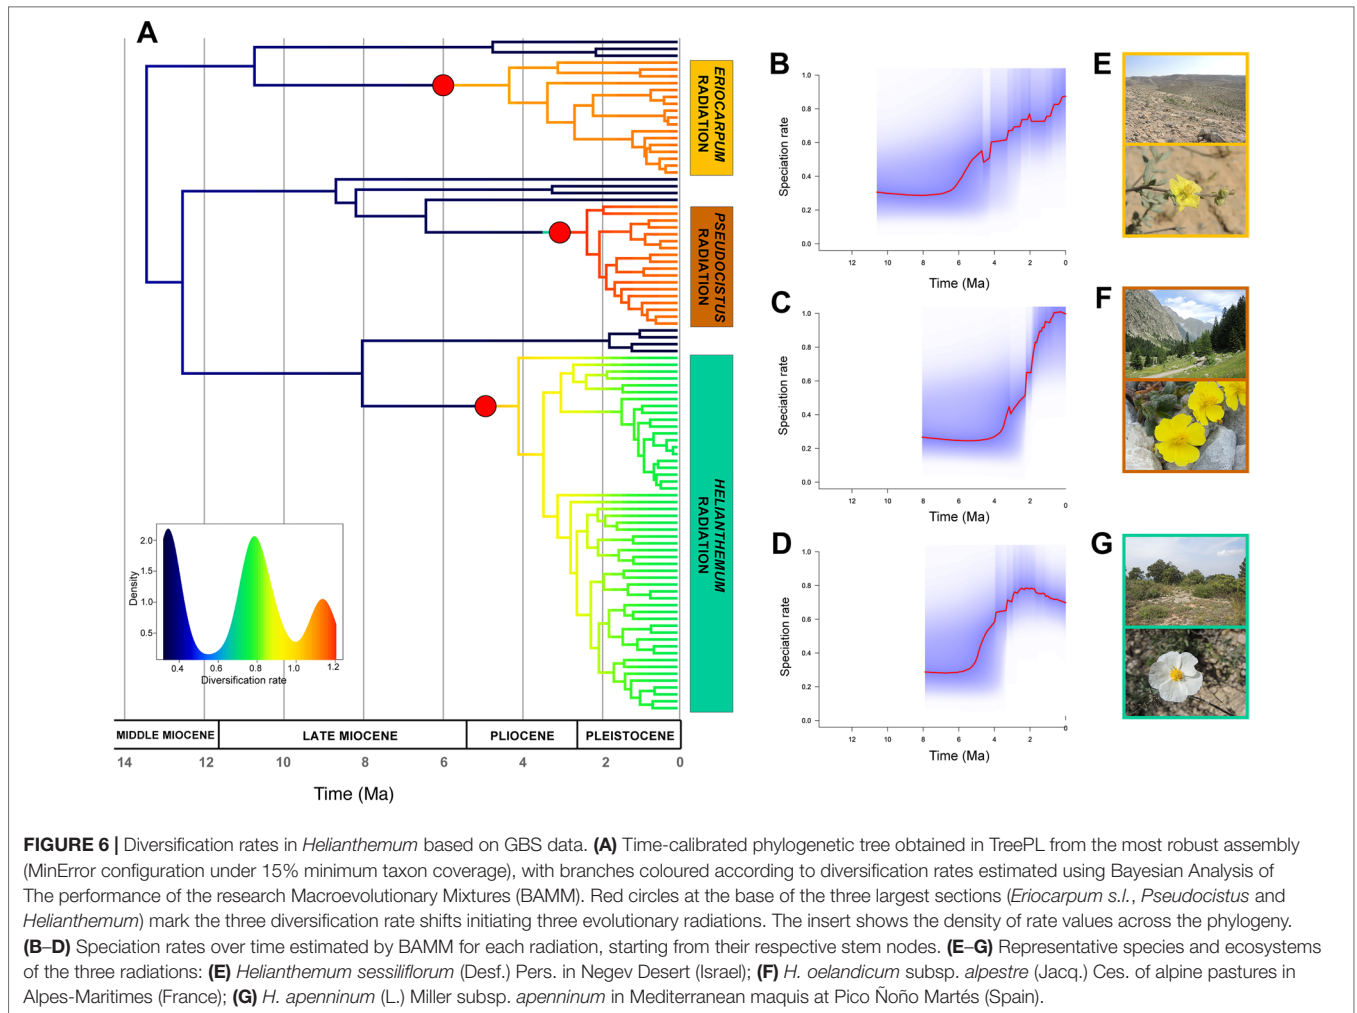 A
ERIOCARPUM
RADIATION
PSEUDOCISTUS
RADIATION
HELIANTHEMUM
RADIATION
Density
2.0
1.5
1.0
0.5
0.4 0.6 0.8 1.0 1.2
Diversification rate
MIDDLE MIOCENE LATE MIOCENE PLIOCENE PLEISTOCENE
14 12 10 8 6 4 2 0
Time (Ma)
B
Speciation rate
1.0
0.8
0.6
0.4
0.2
0.0
12 10 8 6 4 2 0
Time (Ma)
C
Speciation rate
1.0
0.8
0.6
0.4
0.2
0.0
12 10 8 6 4 2 0
Time (Ma)
D
Speciation rate
1.0
0.8
0.6
0.4
0.2
0.0
12 10 8 6 4 2 0
Time (Ma)
E
F
G
FIGURE 6 | Diversification rates in Helianthemum based on GBS data. (A) Time-calibrated phylogenetic tree obtained in TreePL from the most robust assembly
(MinError configuration under 15% minimum taxon coverage), with branches coloured according to diversification rates estimated using Bayesian Analysis of
The performance of the research Macroevolutionary Mixtures (BAMM). Red circles at the base of the three largest sections (Eriocarpum s.l., Pseudocistus and
Helianthemum) mark the three diversification rate shifts initiating three evolutionary radiations. The insert shows the density of rate values across the phylogeny.
(B–D) Speciation rates over time estimated by BAMM for each radiation, starting from their respective stem nodes. (E–G) Representative species and ecosystems
of the three radiations: (E) Helianthemum sessiliflorum (Desf.) Pers. in Negev Desert (Israel); (F) H. oelandicum subsp. alpestre (Jacq.) Ces. of alpine pastures in
Alpes-Maritimes (France); (G) H. apenninum (L.) Miller subsp. apenninum in Mediterranean maquis at Pico Ñoño Martés (Spain).